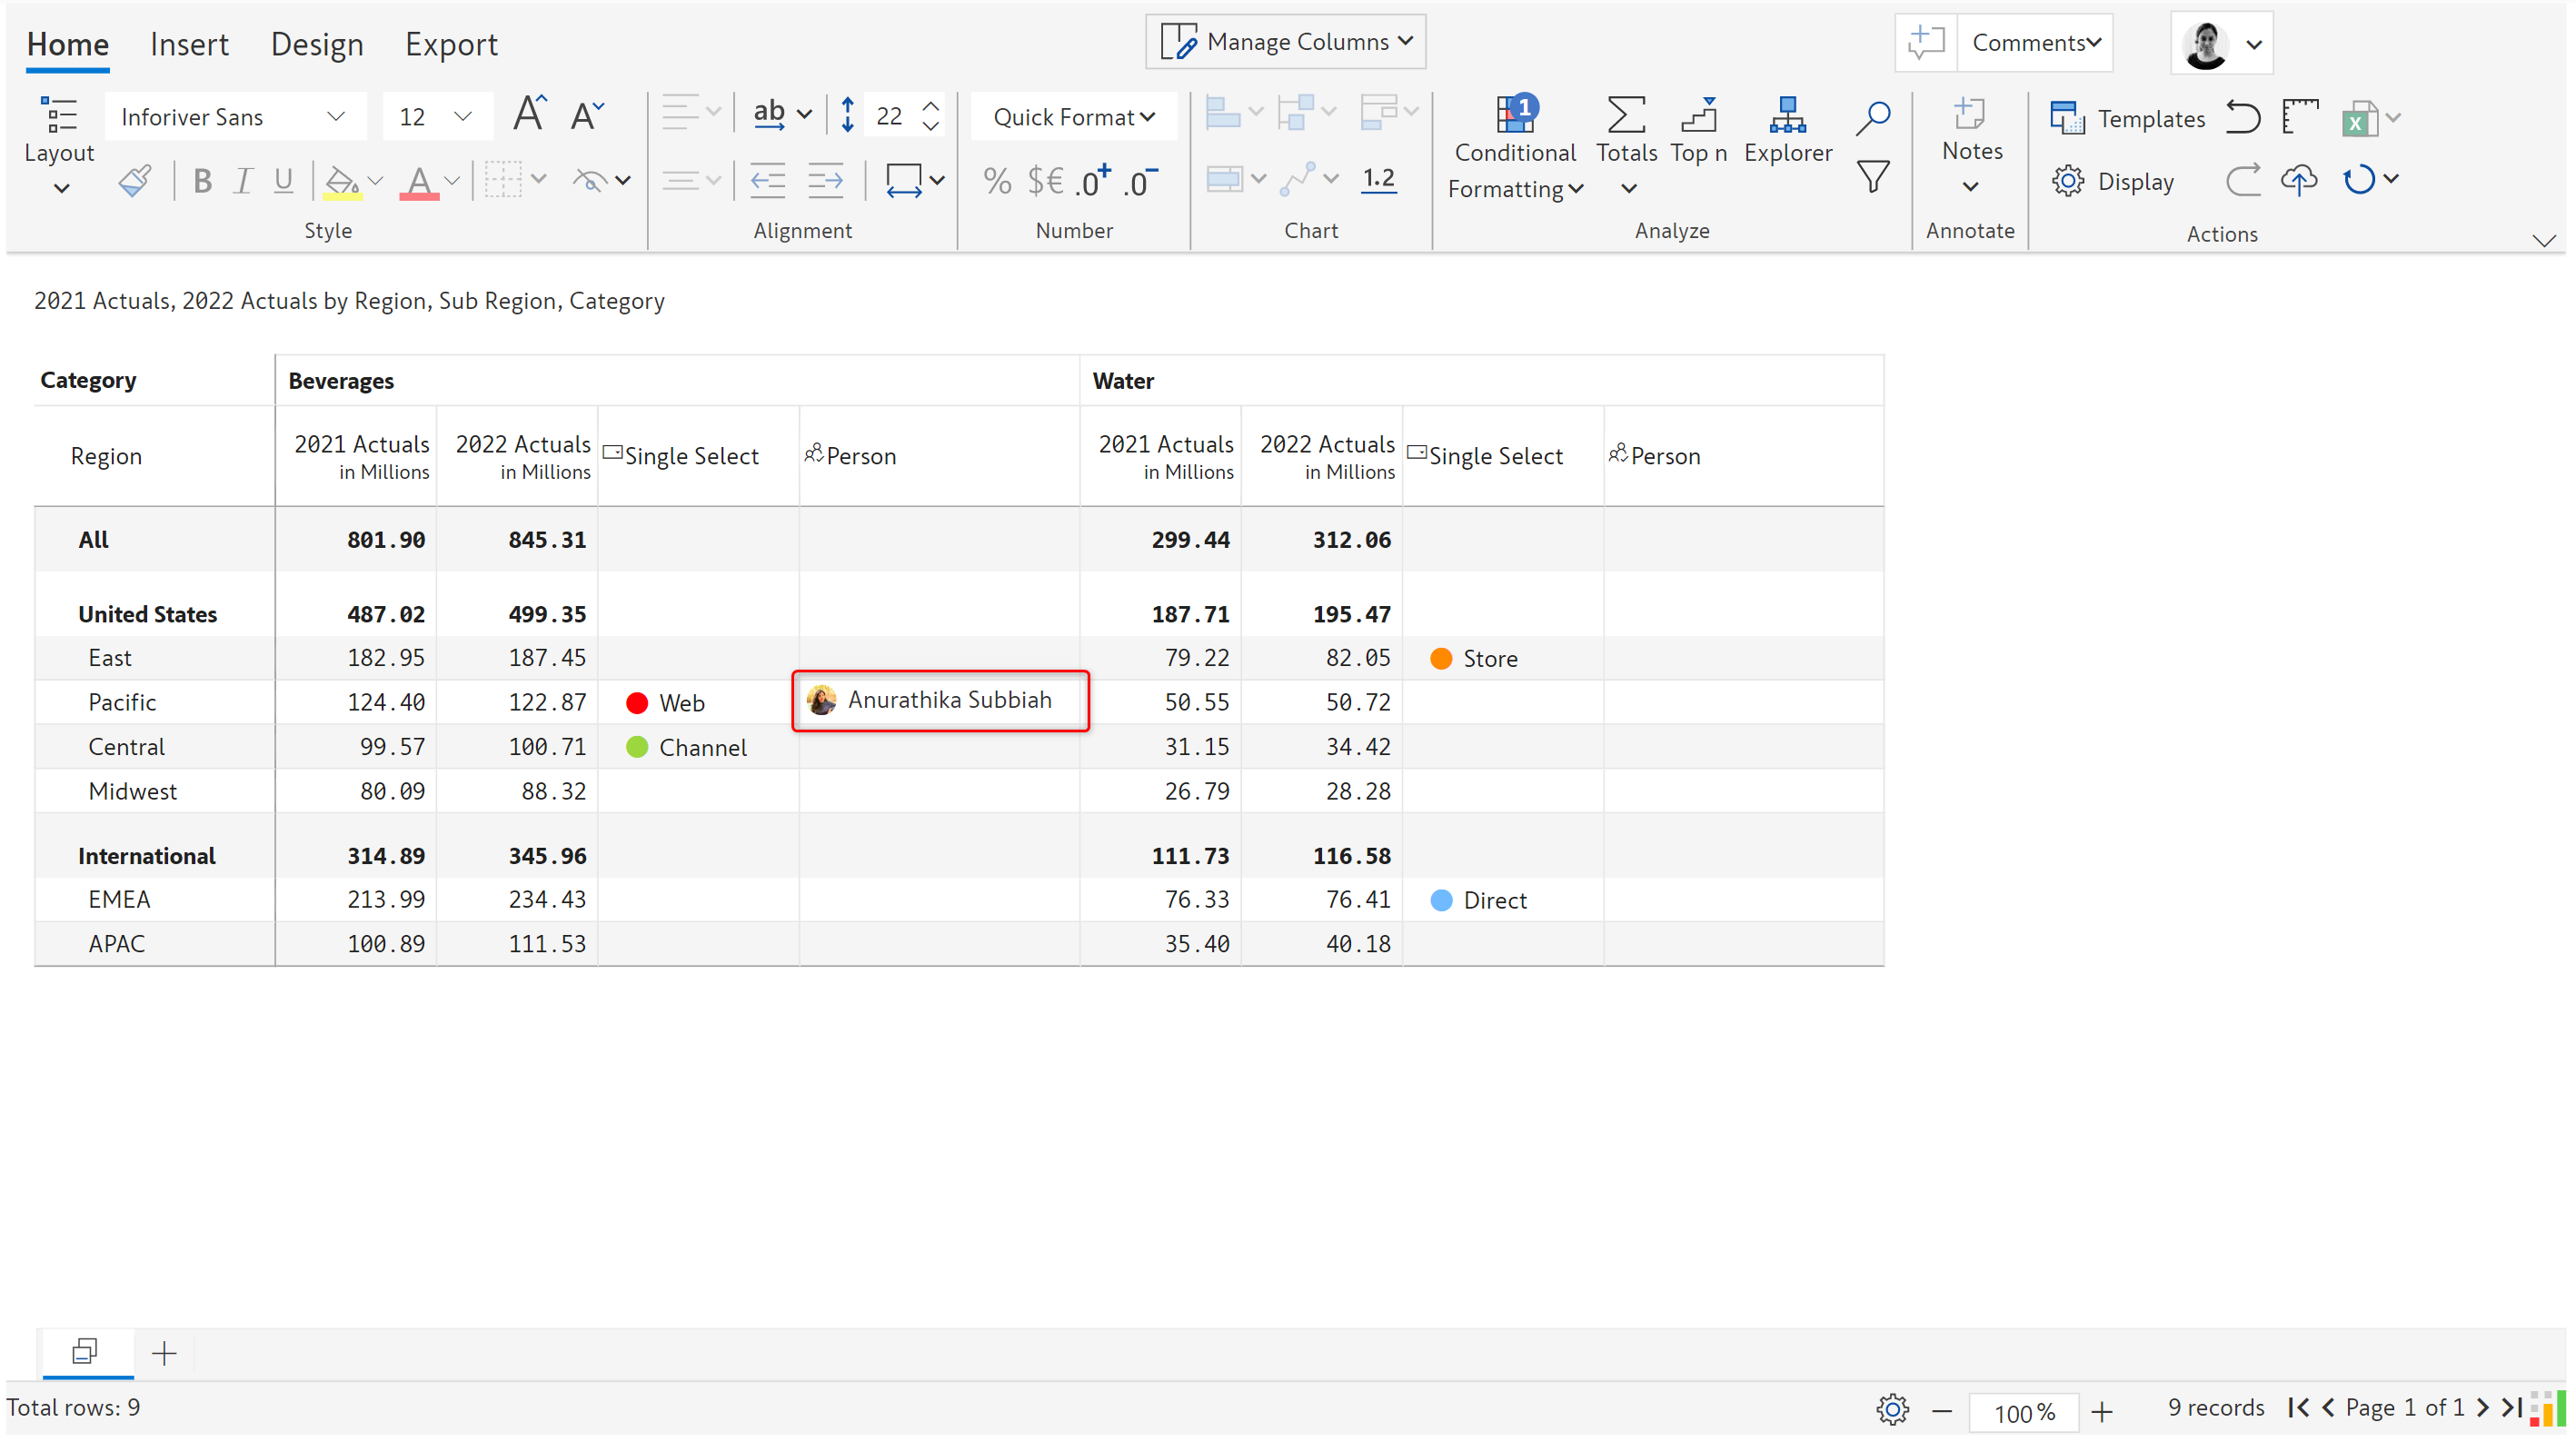 Home Insert Design Export Manage Columns Comments
Inforiver Sans 12 A A ab 22 Quick Format 1
Layout Conditional Formatting Totals Top n Explorer Notes Templates
B I U A % $€ .0+ .0- 1.2 Display
Style Alignment Number Chart Analyze Annotate Actions
2021 Actuals, 2022 Actuals by Region, Sub Region, Category
Category Beverages Water
Region 2021 Actuals in Millions 2022 Actuals in Millions Single Select Person 2021 Actuals in Millions 2022 Actuals in Millions Single Select Person
All 801.90 845.31 299.44 312.06
United States 487.02 499.35 187.71 195.47
East 182.95 187.45 79.22 82.05 Store
Pacific 124.40 122.87 Web Anurathika Subbiah 50.55 50.72
Central 99.57 100.71 Channel 31.15 34.42
Midwest 80.09 88.32 26.79 28.28
International 314.89 345.96 111.73 116.58
EMEA 213.99 234.43 76.33 76.41 Direct
APAC 100.89 111.53 35.40 40.18
Total rows: 9 100% 9 records Page 1 of 1